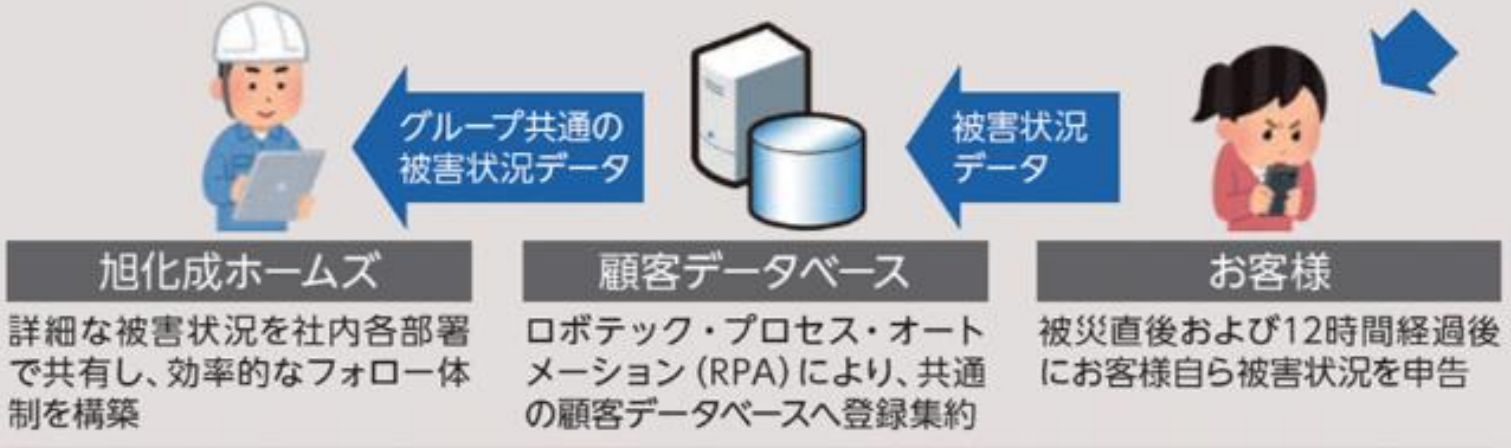 グループ共通の
被害状況データ
被害状況
データ
旭化成ホームズ
詳細な被害状況を社内各部署
で共有し、効率的なフォロー体
制を構築
顧客データベース
ロボテック・プロセス・オート
メーション(RPA)により、共通
の顧客データベースへ登録集約
お客様
被災直後および12時間経過後
にお客様自ら被害状況を申告